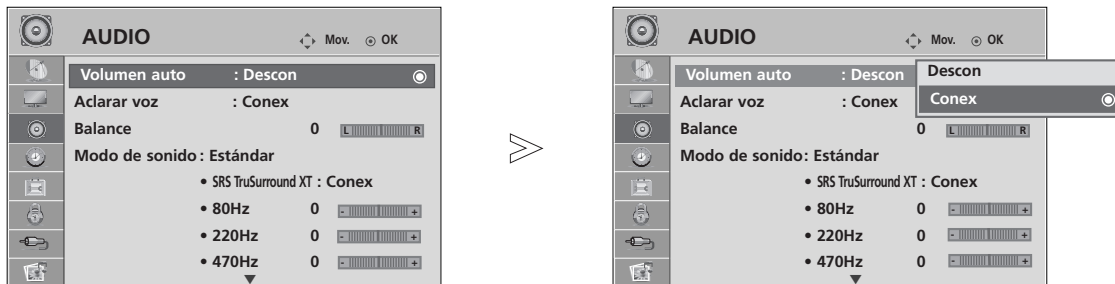 AUDIO Mov. OK
Volumen auto : Descon
Aclarar voz : Conex
Balance 0 L R
Modo de sonido : Estándar
• SRS TruSurround XT : Conex
• 80Hz 0 - +
• 220Hz 0 - +
• 470Hz 0 - +
>
AUDIO Mov. OK
Volumen auto : Descon
Descon
Conex
Aclarar voz : Conex
Balance 0 L R
Modo de sonido : Estándar
• SRS TruSurround XT : Conex
• 80Hz 0 - +
• 220Hz 0 - +
• 470Hz 0 - +